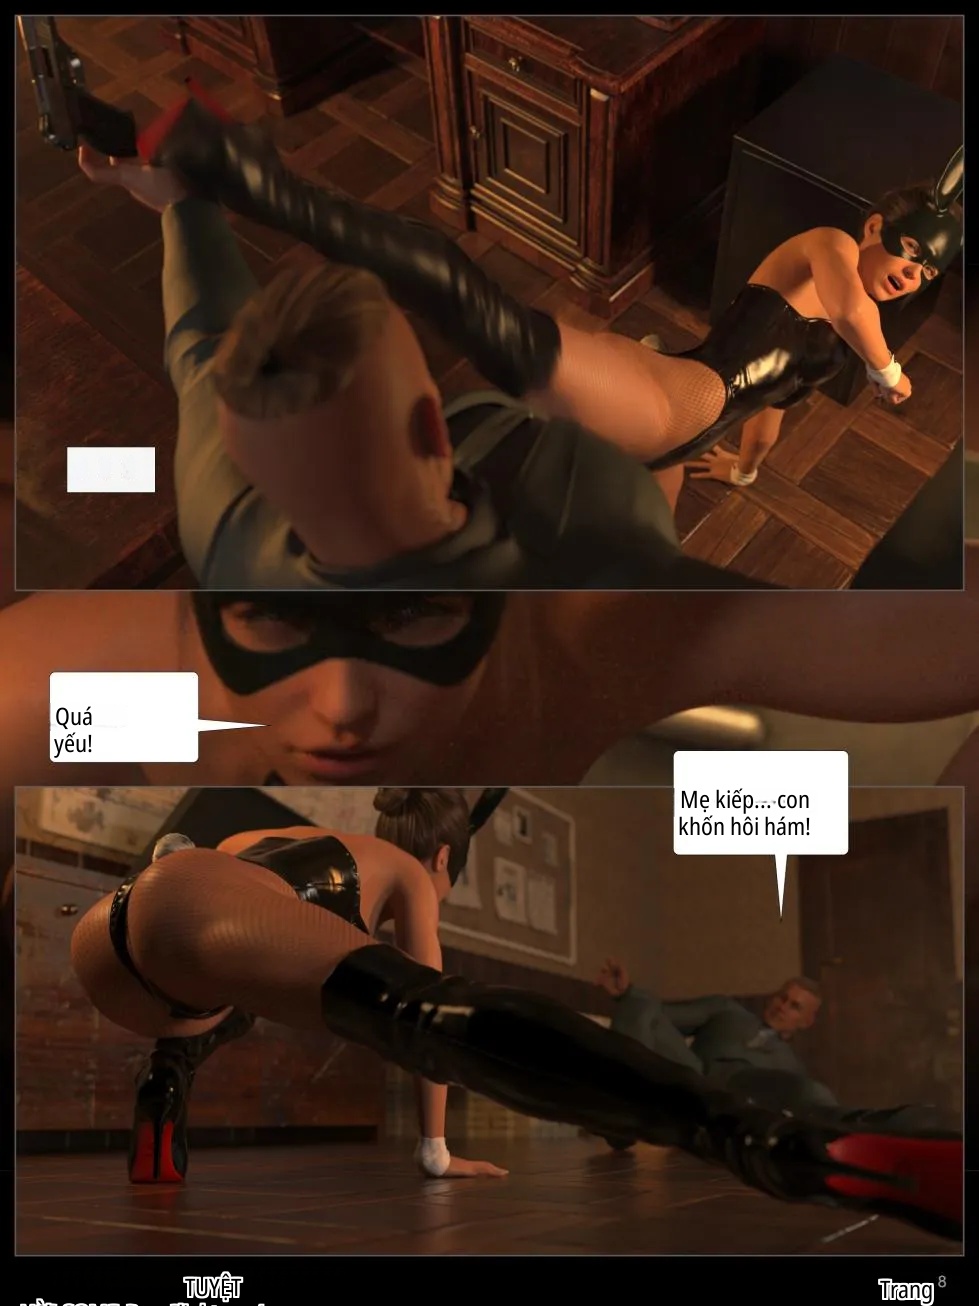 Quá
yếu!
Mẹ kiếp... con
khốn hôi hám!
TUYỆT
Trang 8